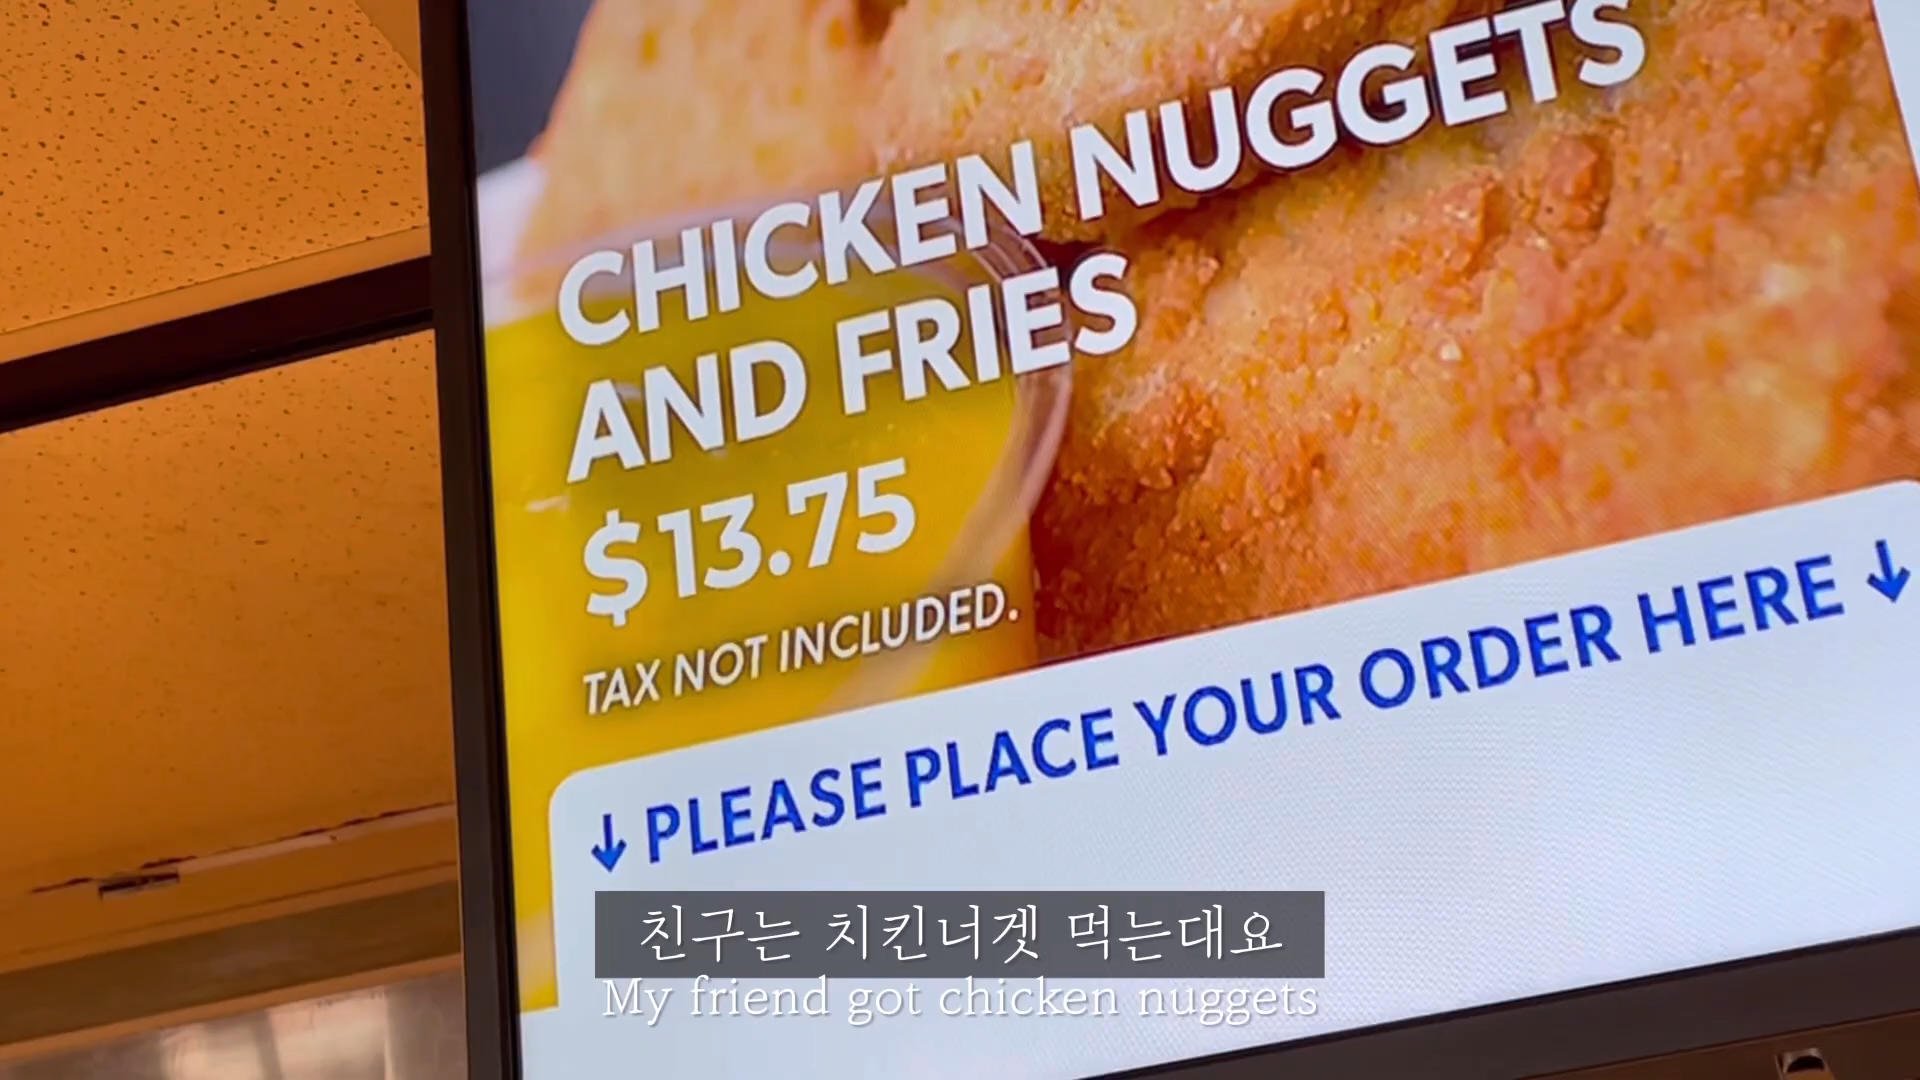 CHICKEN NUGGETS
AND FRIES
$13.75
TAX NOT INCLUDED.
↓ PLEASE PLACE YOUR ORDER HERE ↓
친구는 치킨너겟 먹는대요
My friend got chicken nuggets